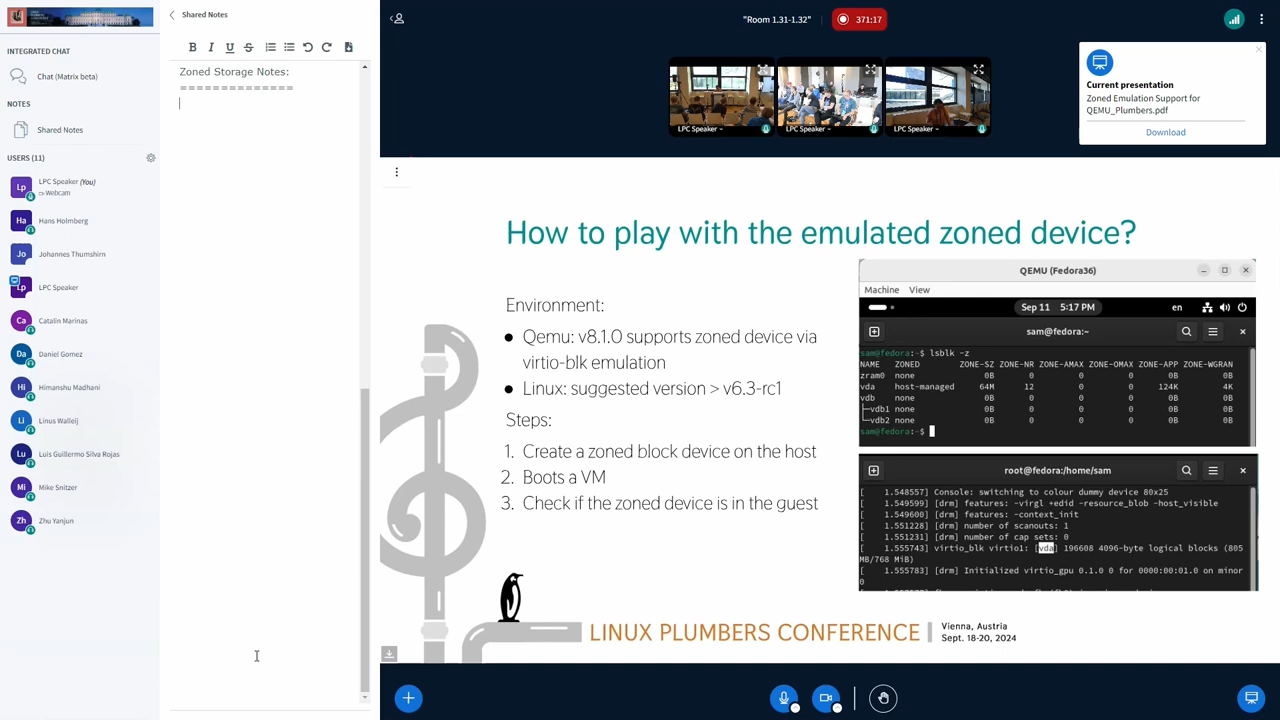 Shared Notes
"Room 1.31-1.32"
371:17
INTEGRATED CHAT
Chat (Matrix beta)
NOTES
Shared Notes
USERS (11)
Lp
LPC Speaker (You)
Webcam
Ha
Hans Holmberg
Jo
Johannes Thumshirn
LPC Speaker
Ca
Catalin Marinas
Da
Daniel Gomez
Hi
Himanshu Madhani
Li
Linus Walleij
Lu
Luis Guillermo Silva Rojas
Mi
Mike Snitzer
Zh
Zhu Yanjun
B I U S
Zoned Storage Notes:
==============
LPC Speaker
LPC Speaker
LPC Speaker
Current presentation
Zoned Emulation Support for
QEMU_Plumbers.pdf
Download
How to play with the emulated zoned device?
Environment:
● Qemu: v8.1.0 supports zoned device via
virtio-blk emulation
● Linux: suggested version > v6.3-rc1
Steps:
1. Create a zoned block device on the host
2. Boots a VM
3. Check if the zoned device is in the guest
QEMU (Fedora36)
Machine View
Sep 11 5:17 PM
en
sam@fedora:~
sam@fedora:~$ lsblk -z
NAME ZONED ZONE-SZ ZONE-NR ZONE-AMAX ZONE-OMAX ZONE-APP ZONE-WGRAN
zram0 none 0B 0 0 0 0B 0B
vda host-managed 64M 12 0 0 124K 4K
vdb none 0B 0 0 0 0B 0B
├─vdb1 none 0B 0 0 0 0B 0B
└─vdb2 none 0B 0 0 0 0B 0B
sam@fedora:~$
root@fedora:/home/sam
[ 1.548557] Console: switching to colour dummy device 80x25
[ 1.549599] [drm] features: -virgl +edid -resource_blob -host_visible
[ 1.549600] [drm] features: -context_init
[ 1.551228] [drm] number of scanouts: 1
[ 1.551231] [drm] number of cap sets: 0
[ 1.555743] virtio_blk virtio1: [vda] 196608 4096-byte logical blocks (805
MB/768 MiB)
[ 1.555783] [drm] Initialized virtio_gpu 0.1.0 0 for 0000:00:01.0 on minor
0
LINUX PLUMBERS CONFERENCE
Vienna, Austria
Sept. 18-20, 2024